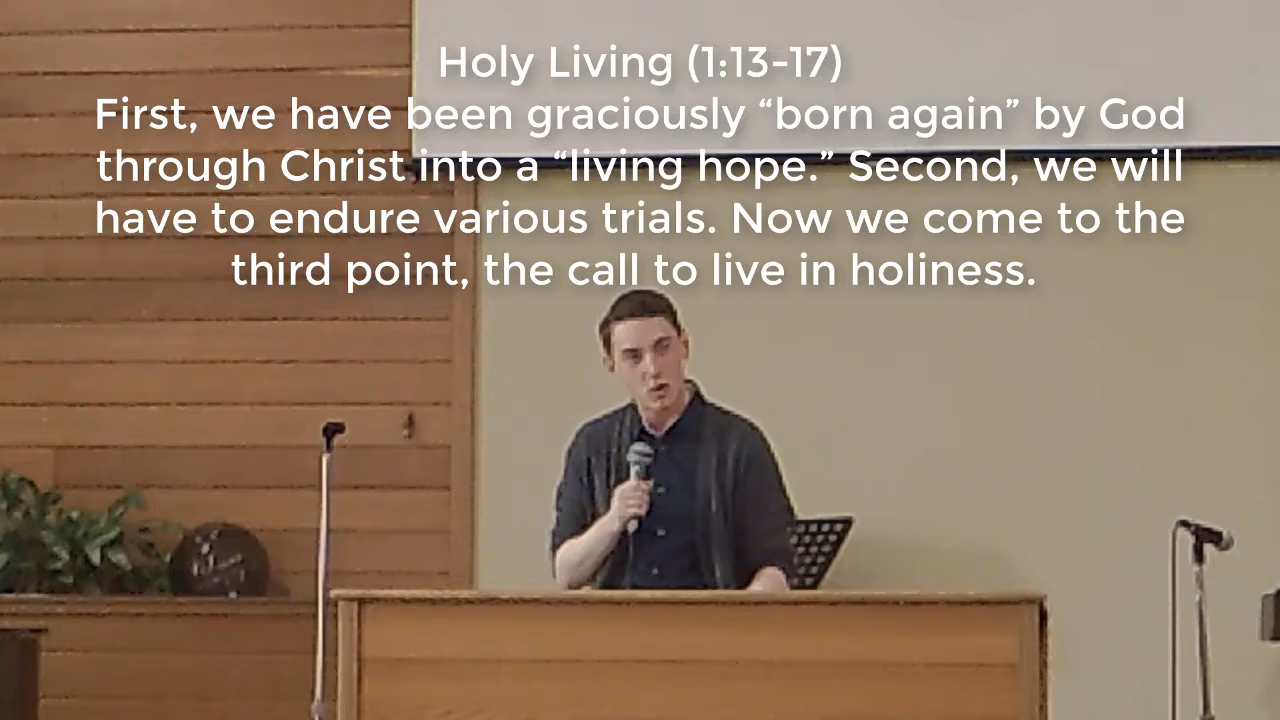 Holy Living (1:13-17)
First, we have been graciously “born again” by God
through Christ into a “living hope.” Second, we will
have to endure various trials. Now we come to the
third point, the call to live in holiness.